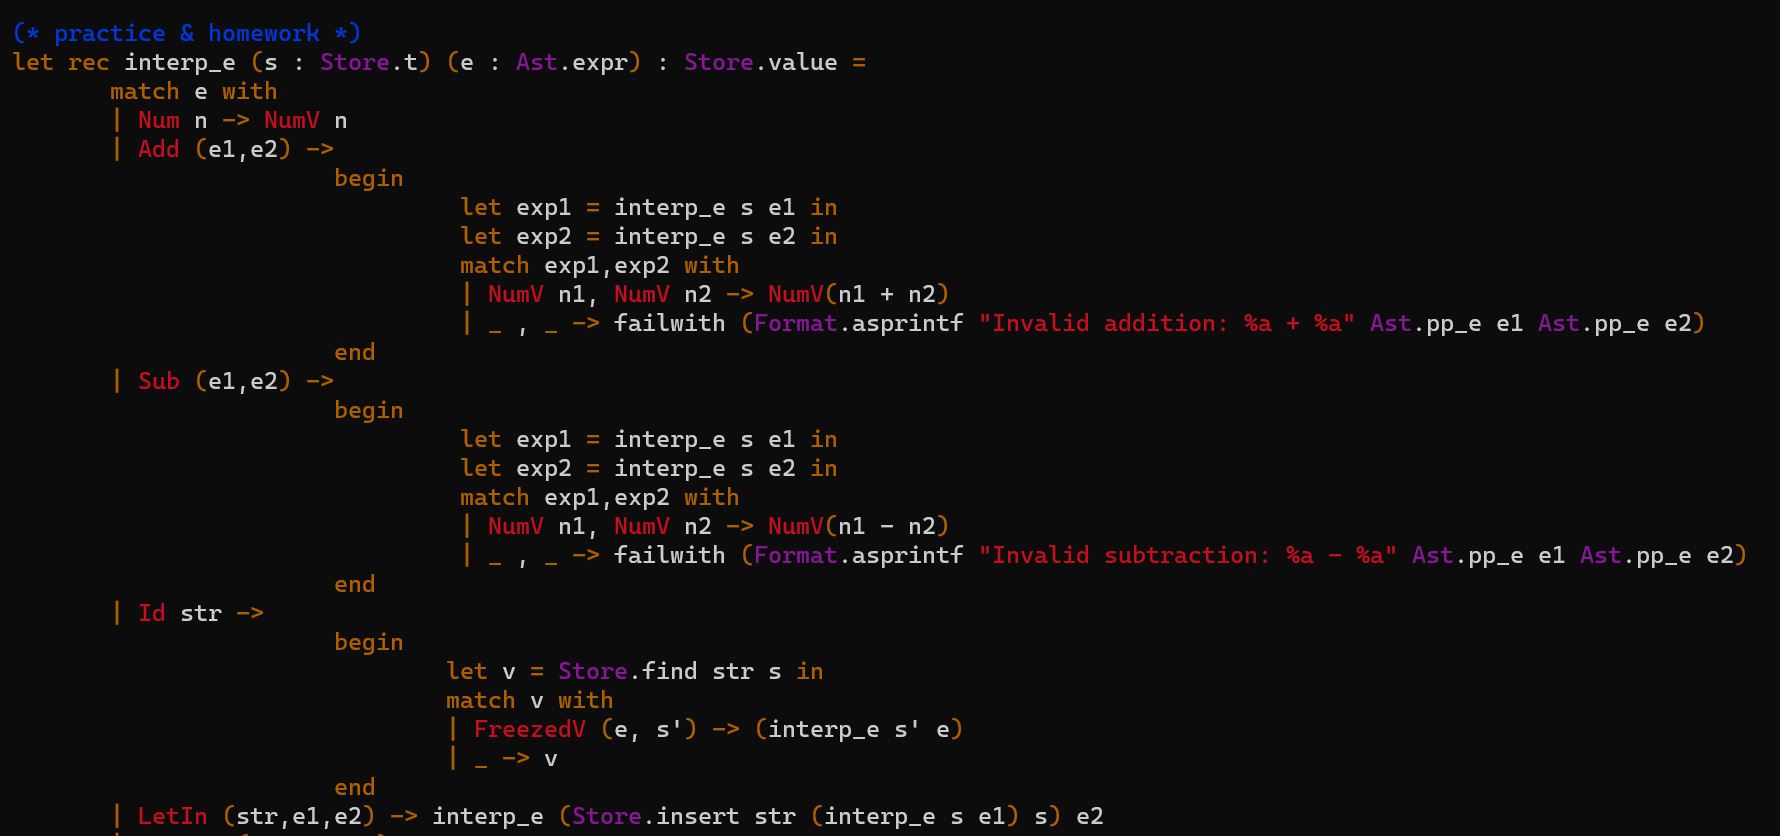 (* practice & homework *)
let rec interp_e (s : Store.t) (e : Ast.expr) : Store.value =
match e with
| Num n -> NumV n
| Add (e1,e2) ->
begin
let exp1 = interp_e s e1 in
let exp2 = interp_e s e2 in
match exp1,exp2 with
| NumV n1, NumV n2 -> NumV(n1 + n2)
| _ , _ -> failwith (Format.asprintf "Invalid addition: %a + %a" Ast.pp_e e1 Ast.pp_e e2)
end
| Sub (e1,e2) ->
begin
let exp1 = interp_e s e1 in
let exp2 = interp_e s e2 in
match exp1,exp2 with
| NumV n1, NumV n2 -> NumV(n1 - n2)
| _ , _ -> failwith (Format.asprintf "Invalid subtraction: %a - %a" Ast.pp_e e1 Ast.pp_e e2)
end
| Id str ->
begin
let v = Store.find str s in
match v with
| FreezedV (e, s') -> (interp_e s' e)
| _ -> v
end
| LetIn (str,e1,e2) -> interp_e (Store.insert str (interp_e s e1) s) e2